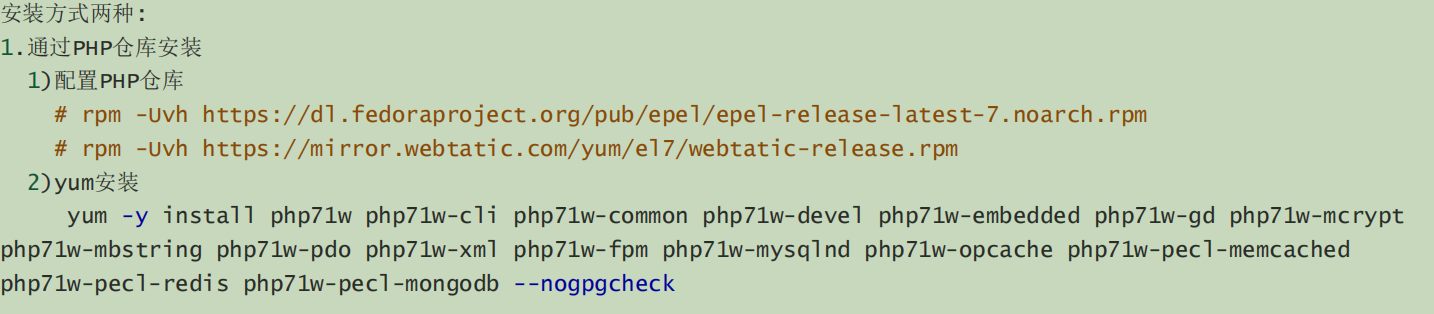 安装方式两种:
1.通过PHP仓库安装
1)配置PHP仓库
# rpm -Uvh https://dl.fedoraproject.org/pub/epel/epel-release-latest-7.noarch.rpm
# rpm -Uvh https://mirror.webtatic.com/yum/el7/webtatic-release.rpm
2)yum安装
yum -y install php71w php71w-cli php71w-common php71w-devel php71w-embedded php71w-gd php71w-mcrypt
php71w-mbstring php71w-pdo php71w-xml php71w-fpm php71w-mysqlnd php71w-opcache php71w-pecl-memcached
php71w-pecl-redis php71w-pecl-mongodb --nogpgcheck